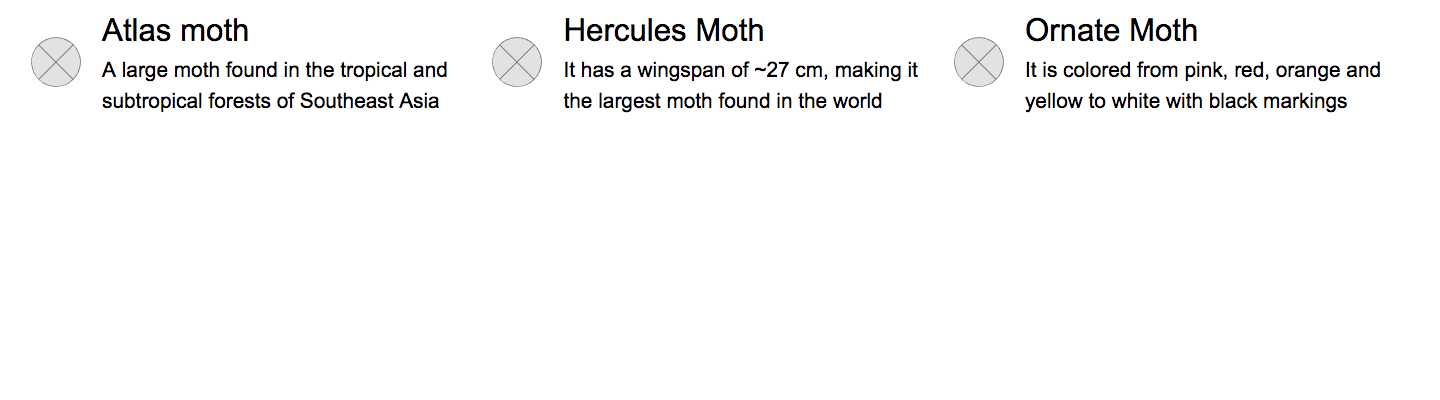 Atlas moth
A large moth found in the tropical and
subtropical forests of Southeast Asia
Hercules Moth
It has a wingspan of ~27 cm, making it
the largest moth found in the world
Ornate Moth
It is colored from pink, red, orange and
yellow to white with black markings